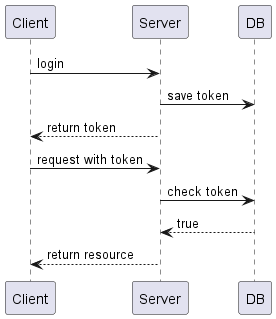 Client Server DB
login
save token
return token
request with token
check token
true
return resource
Client Server DB